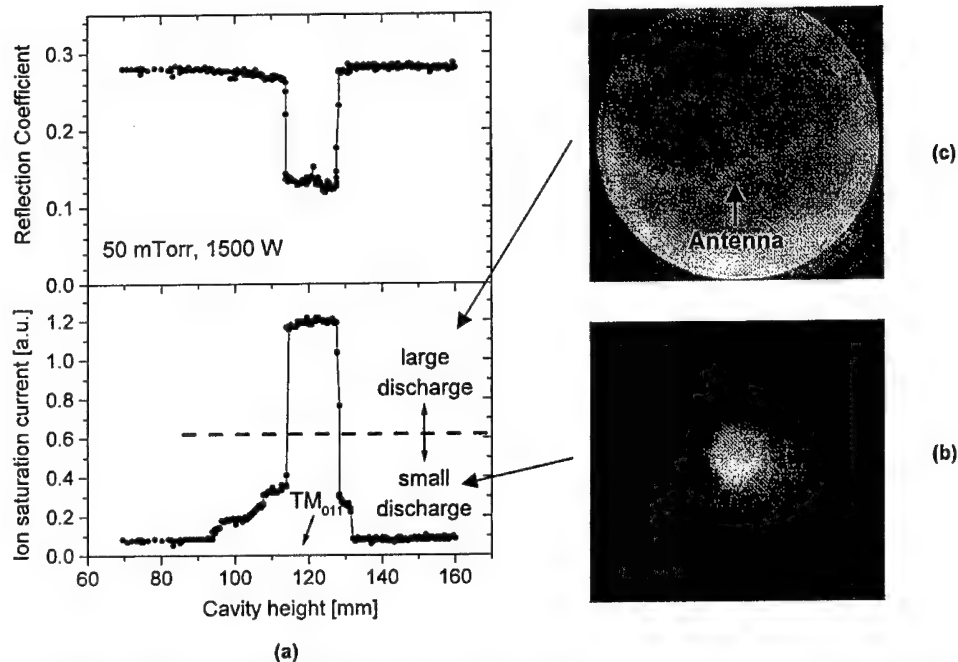 Reflection Coefficient
0.3
0.2
0.1
0.0
50 mTorr, 1500 W
Ion saturation current [a.u.]
1.2
1.0
0.8
0.6
0.4
0.2
0.0
large
discharge
small
discharge
TM011
60 80 100 120 140 160
Cavity height [mm]
(a)
Antenna
(c)
(b)